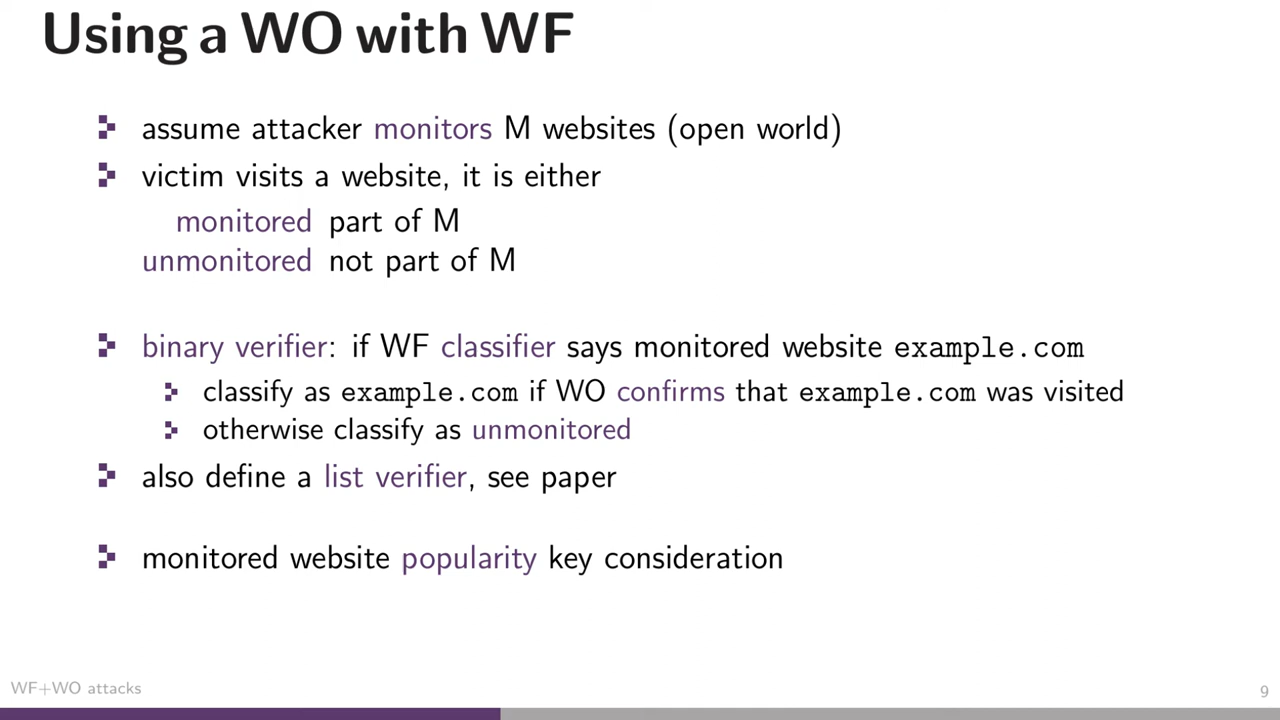 Using a WO with WF
assume attacker monitors M websites (open world)
victim visits a website, it is either
monitored part of M
unmonitored not part of M
binary verifier: if WF classifier says monitored website example.com
classify as example.com if WO confirms that example.com was visited
otherwise classify as unmonitored
also define a list verifier, see paper
monitored website popularity key consideration
WF+WO attacks
9